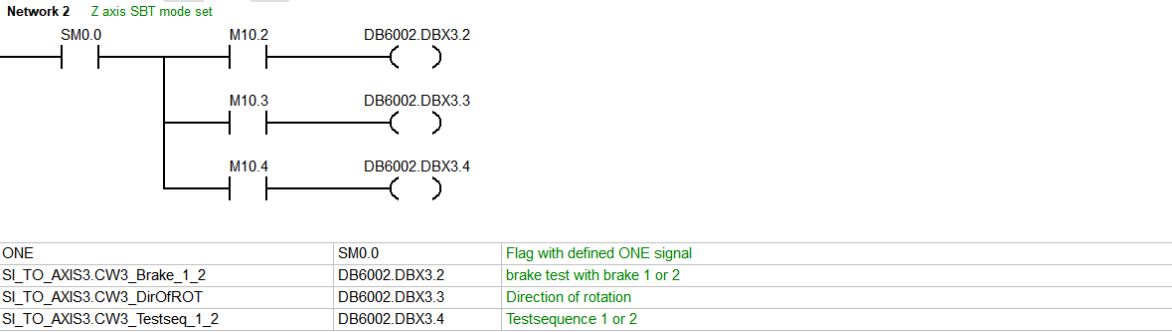 Network 2 Z axis SBT mode set
SM0.0 M10.2 DB6002.DBX3.2
M10.3 DB6002.DBX3.3
M10.4 DB6002.DBX3.4
ONE SM0.0 Flag with defined ONE signal
SI_TO_AXIS3.CW3_Brake_1_2 DB6002.DBX3.2 brake test with brake 1 or 2
SI_TO_AXIS3.CW3_DirOfROT DB6002.DBX3.3 Direction of rotation
SI_TO_AXIS3.CW3_Testseq_1_2 DB6002.DBX3.4 Testsequence 1 or 2